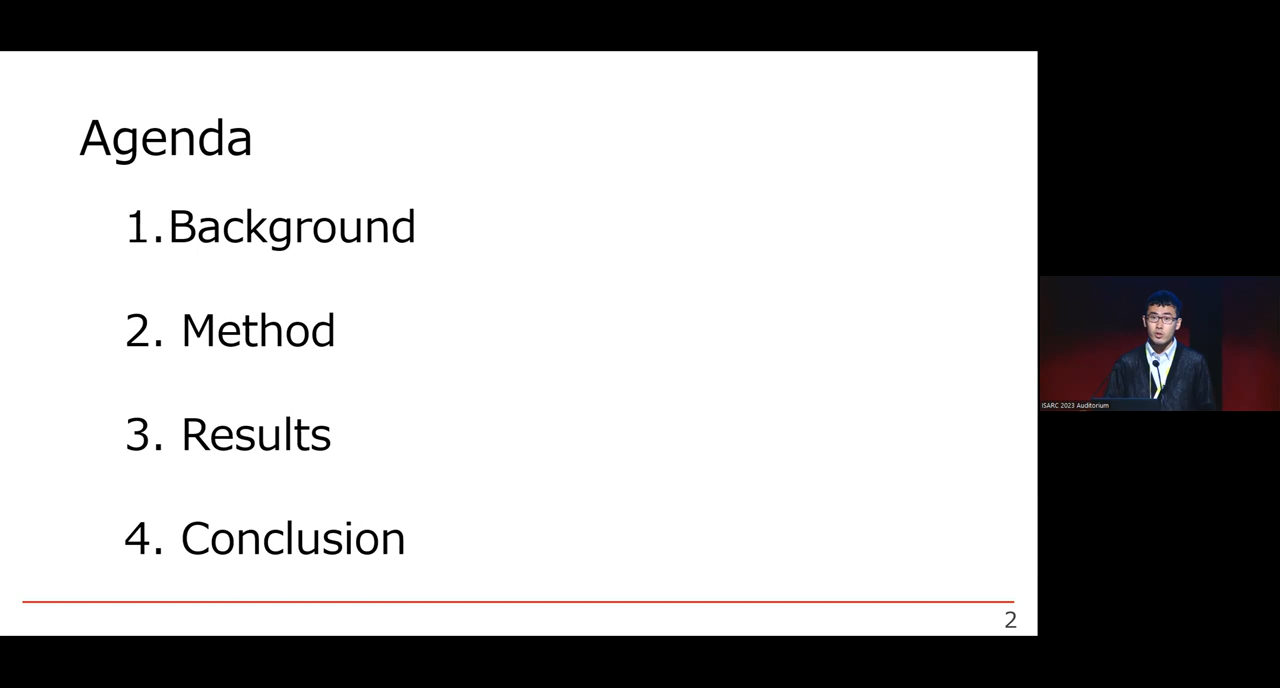 Agenda
1.Background
2. Method
3. Results
4. Conclusion
2
ISARC 2023 Auditorium